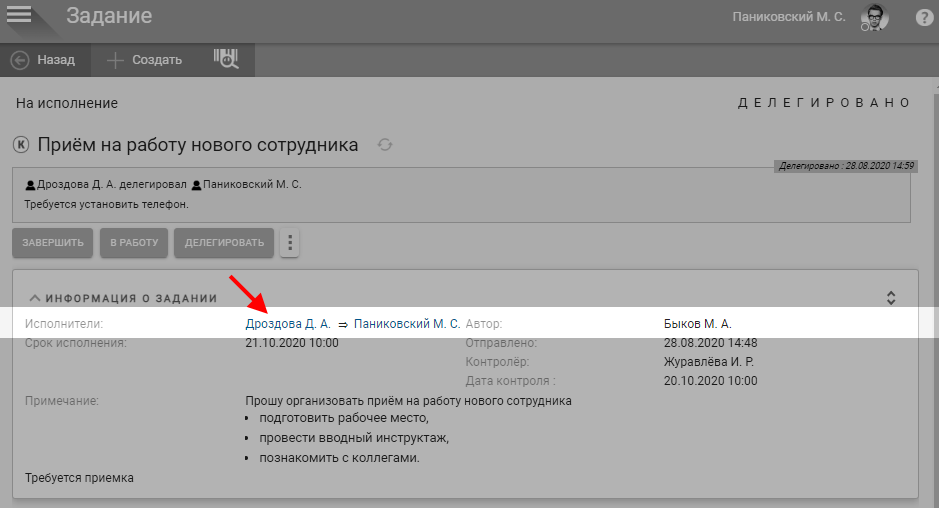 Задание
Паниковский М. С.
?
Назад
Создать
На исполнение
ДЕЛЕГИРОВАНО
К Приём на работу нового сотрудника
Делегировано : 28.08.2020 14:59
Дроздова Д. А. делегировал Паниковский М. С.
Требуется установить телефон.
ЗАВЕРШИТЬ
В РАБОТУ
ДЕЛЕГИРОВАТЬ
ИНФОРМАЦИЯ О ЗАДАНИИ
Исполнители: Дроздова Д. А. ⇒ Паниковский М. С. Автор: Быков М. А.
Срок исполнения: 21.10.2020 10:00 Отправлено: 28.08.2020 14:48
Контролёр: Журавлёва И. Р.
Дата контроля : 20.10.2020 10:00
Примечание: Прошу организовать приём на работу нового сотрудника
• подготовить рабочее место,
• провести вводный инструктаж,
• познакомить с коллегами.
Требуется приемка